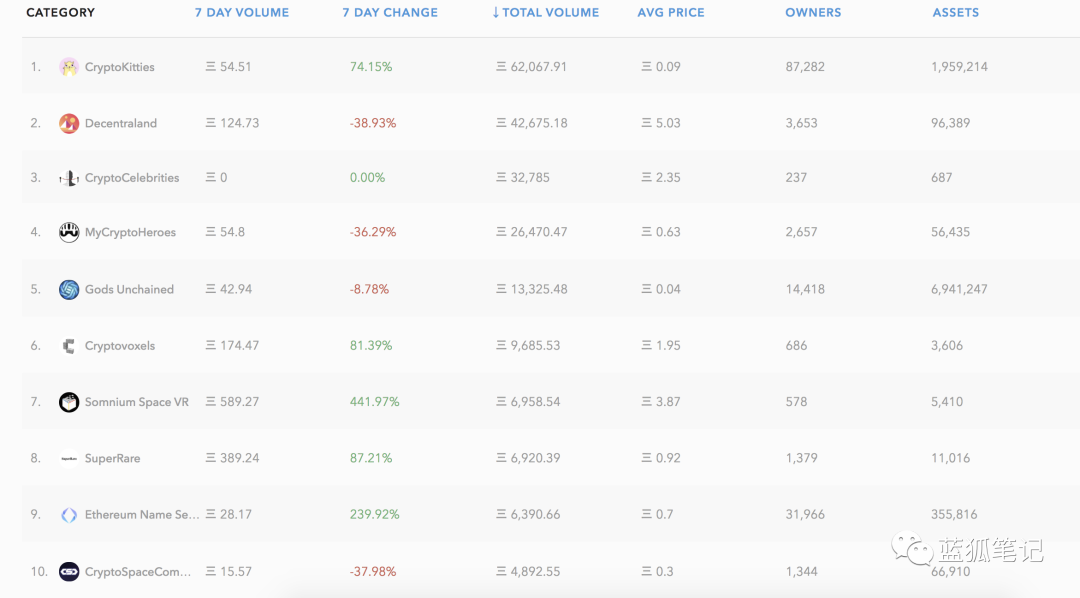 CATEGORY 7 DAY VOLUME 7 DAY CHANGE ↓ TOTAL VOLUME AVG PRICE OWNERS ASSETS
1. CryptoKitties Ξ 54.51 74.15% Ξ 62,067.91 Ξ 0.09 87,282 1,959,214
2. Decentraland Ξ 124.73 -38.93% Ξ 42,675.18 Ξ 5.03 3,653 96,389
3. CryptoCelebrities Ξ 0 0.00% Ξ 32,785 Ξ 2.35 237 687
4. MyCryptoHeroes Ξ 54.8 -36.29% Ξ 26,470.47 Ξ 0.63 2,657 56,435
5. Gods Unchained Ξ 42.94 -8.78% Ξ 13,325.48 Ξ 0.04 14,418 6,941,247
6. Cryptovoxels Ξ 174.47 81.39% Ξ 9,685.53 Ξ 1.95 686 3,606
7. Somnium Space VR Ξ 589.27 441.97% Ξ 6,958.54 Ξ 3.87 578 5,410
8. SuperRare Ξ 389.24 87.21% Ξ 6,920.39 Ξ 0.92 1,379 11,016
9. Ethereum Name Se... Ξ 28.17 239.92% Ξ 6,390.66 Ξ 0.7 31,966 355,816
10. CryptoSpaceCom... Ξ 15.57 -37.98% Ξ 4,892.55 Ξ 0.3 1,344 66,910
蓝狐笔记